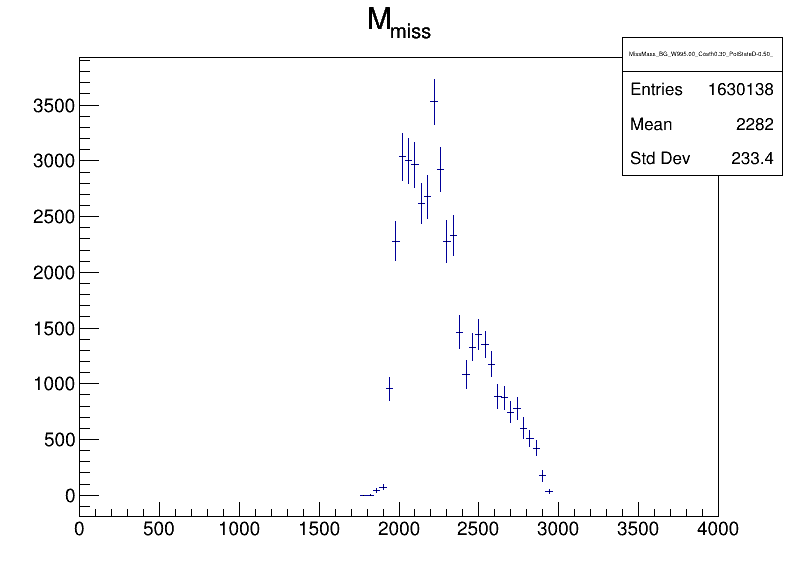 M_miss
MissMass_BG_W995.00_Costh0.30_PolStateD-0.50_
Entries 1630138
Mean 2282
Std Dev 233.4
3500
3000
2500
2000
1500
1000
500
0
0 500 1000 1500 2000 2500 3000 3500 4000